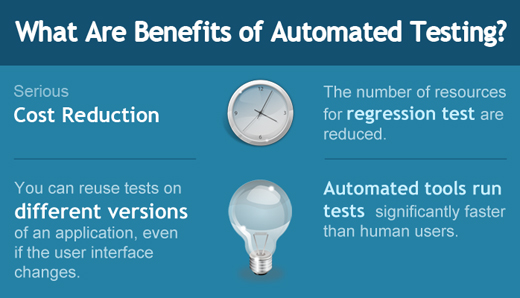 What Are Benefits of Automated Testing?
Serious
Cost Reduction
The number of resources
for regression test are
reduced.
You can reuse tests on
different versions
of an application, even
if the user interface
changes.
Automated tools run
tests significantly faster
than human users.